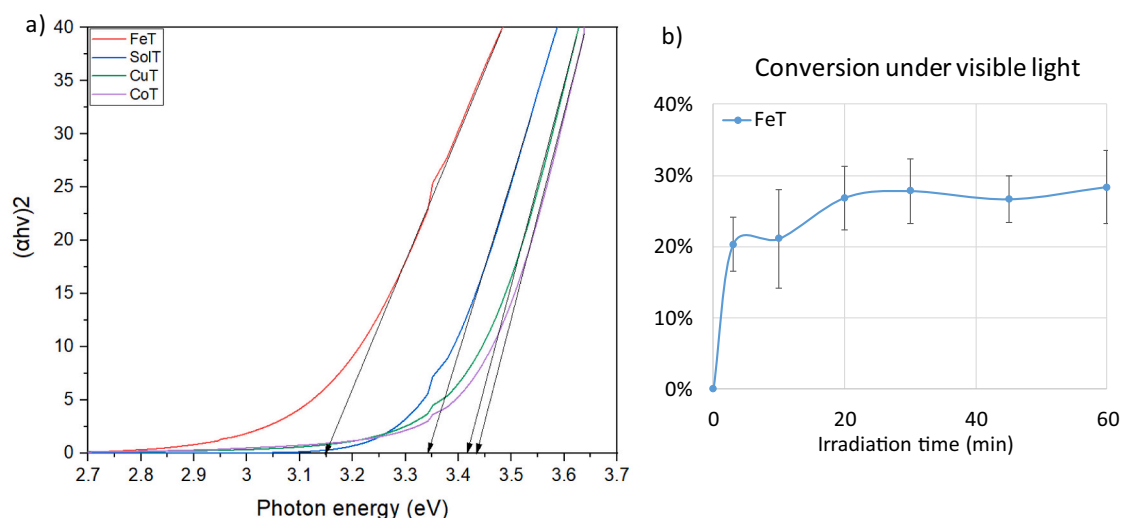 a)
FeT
SolT
CuT
CoT
(αhν)2
40
35
30
25
20
15
10
5
0
2.7 2.8 2.9 3 3.1 3.2 3.3 3.4 3.5 3.6 3.7
Photon energy (eV)
b)
Conversion under visible light
FeT
40%
30%
20%
10%
0%
0 20 40 60
Irradiation time (min)